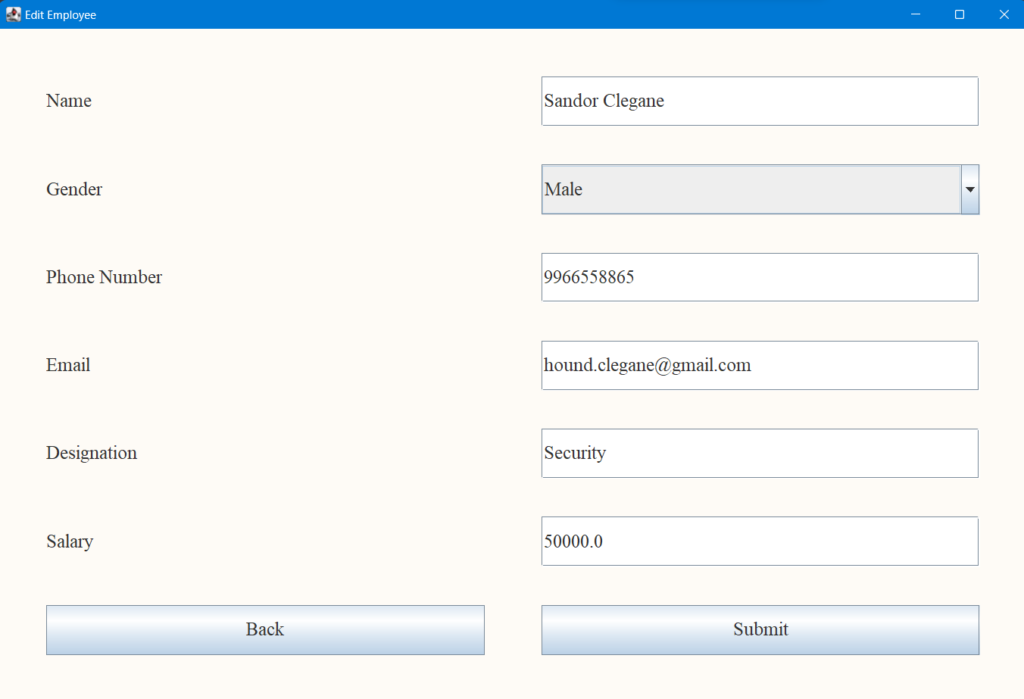 Edit Employee
Name Sandor Clegane
Gender Male
Phone Number 9966558865
Email hound.clegane@gmail.com
Designation Security
Salary 50000.0
Back Submit